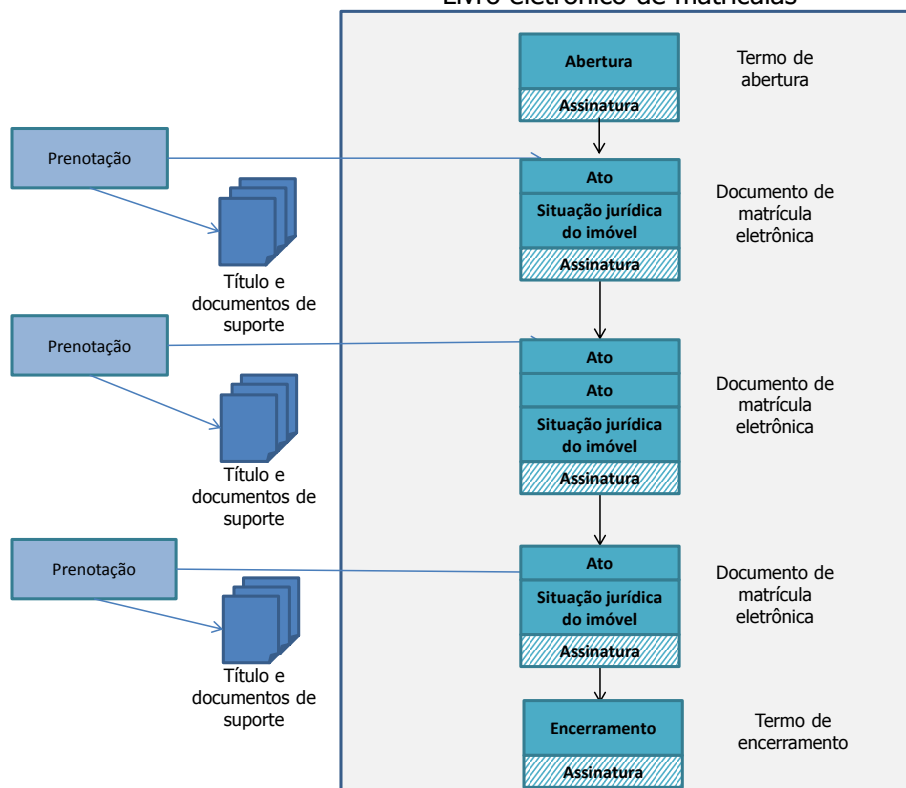 Livro eletrônico de matrículas
Abertura
Assinatura
Termo de
abertura
Prenotação
Título e
documentos de
suporte
Ato
Situação jurídica
do imóvel
Assinatura
Documento de
matrícula
eletrônica
Prenotação
Título e
documentos de
suporte
Ato
Ato
Situação jurídica
do imóvel
Assinatura
Documento de
matrícula
eletrônica
Prenotação
Título e
documentos de
suporte
Ato
Situação jurídica
do imóvel
Assinatura
Documento de
matrícula
eletrônica
Encerramento
Assinatura
Termo de
encerramento